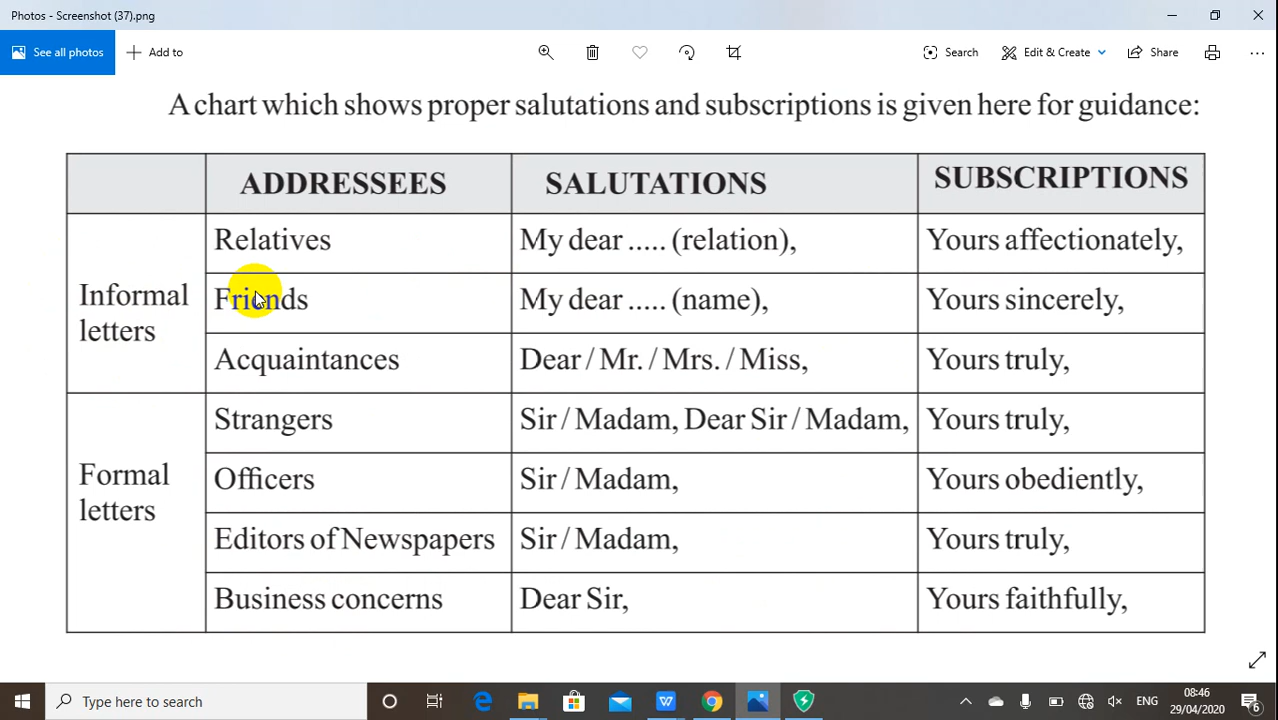 Photos - Screenshot (37).png
See all photos
Add to
Search
Edit & Create
Share
A chart which shows proper salutations and subscriptions is given here for guidance:
ADDRESSEES SALUTATIONS SUBSCRIPTIONS
Relatives My dear ..... (relation), Yours affectionately,
Informal letters
Friends My dear ..... (name), Yours sincerely,
Acquaintances Dear / Mr. / Mrs. / Miss, Yours truly,
Strangers Sir / Madam, Dear Sir / Madam, Yours truly,
Formal letters
Officers Sir / Madam, Yours obediently,
Editors of Newspapers Sir / Madam, Yours truly,
Business concerns Dear Sir, Yours faithfully,
Type here to search
ENG
08:46
29/04/2020
6